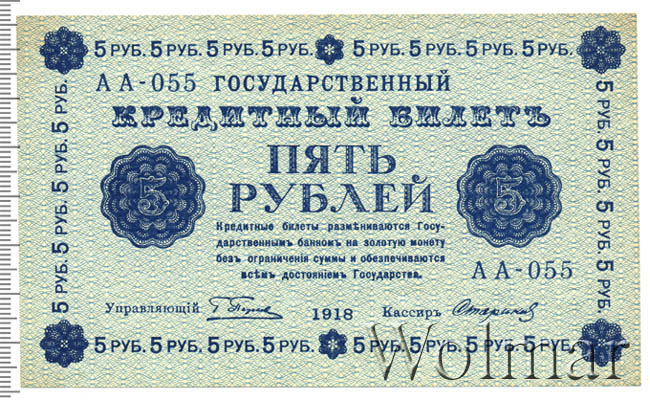 5 РУБ. 5 РУБ. 5 РУБ. 5 РУБ. 5 РУБ. 5 РУБ. 5 РУБ. 5 РУБ.
АА-055 ГОСУДАРСТВЕННЫЙ
КРЕДИТНЫЙ БИЛЕТЪ
ПЯТЬ
РУБЛЕЙ
5
5
Кредитные билеты размѣниваются Госу-
дарственнымъ банкомъ на золотую монету
безъ ограниченія суммы и обезпечиваются
всѣмъ достояніемъ Государства.
АА-055
Управляющій
1918
Кассиръ
Стариковъ
5 РУБ. 5 РУБ. 5 РУБ. 5 РУБ.
5 РУБ. 5 РУБ. 5 РУБ. 5 РУБ.
5 РУБ. 5 РУБ. 5 РУБ. 5 РУБ. 5 РУБ. 5 РУБ. 5 РУБ. 5 РУБ.
Wolmar